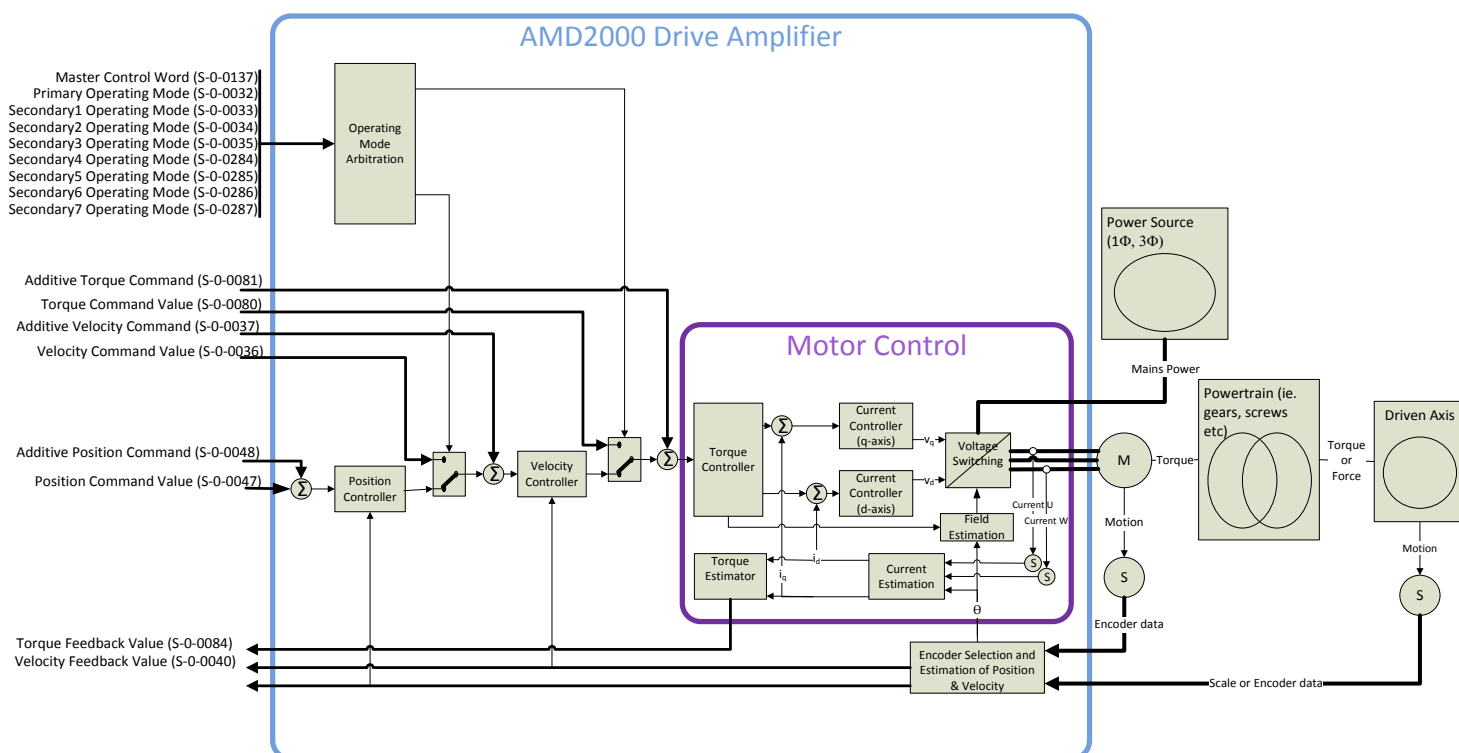 AMD2000 Drive Amplifier
Master Control Word (S-0-0137)
Primary Operating Mode (S-0-0032)
Secondary1 Operating Mode (S-0-0033)
Secondary2 Operating Mode (S-0-0034)
Secondary3 Operating Mode (S-0-0035)
Secondary4 Operating Mode (S-0-0284)
Secondary5 Operating Mode (S-0-0285)
Secondary6 Operating Mode (S-0-0286)
Secondary7 Operating Mode (S-0-0287)
Operating
Mode
Arbitration
Additive Torque Command (S-0-0081)
Torque Command Value (S-0-0080)
Additive Velocity Command (S-0-0037)
Velocity Command Value (S-0-0036)
Additive Position Command (S-0-0048)
Position Command Value (S-0-0047)
Σ
Position
Controller
Σ
Velocity
Controller
Σ
Motor Control
Torque
Controller
Σ
Current
Controller
(q-axis)
vq
Σ
Current
Controller
(d-axis)
vd
Voltage
Switching
Field
Estimation
Current U
Current W
S
S
Torque
Estimator
iq
id
Current
Estimation
Θ
Power Source
(1Φ, 3Φ)
Mains Power
M
Torque
Powertrain (ie.
gears, screws
etc)
Torque
or
Force
Driven Axis
Motion
S
Encoder data
Motion
S
Scale or Encoder data
Torque Feedback Value (S-0-0084)
Velocity Feedback Value (S-0-0040)
Encoder Selection and
Estimation of Position
& Velocity